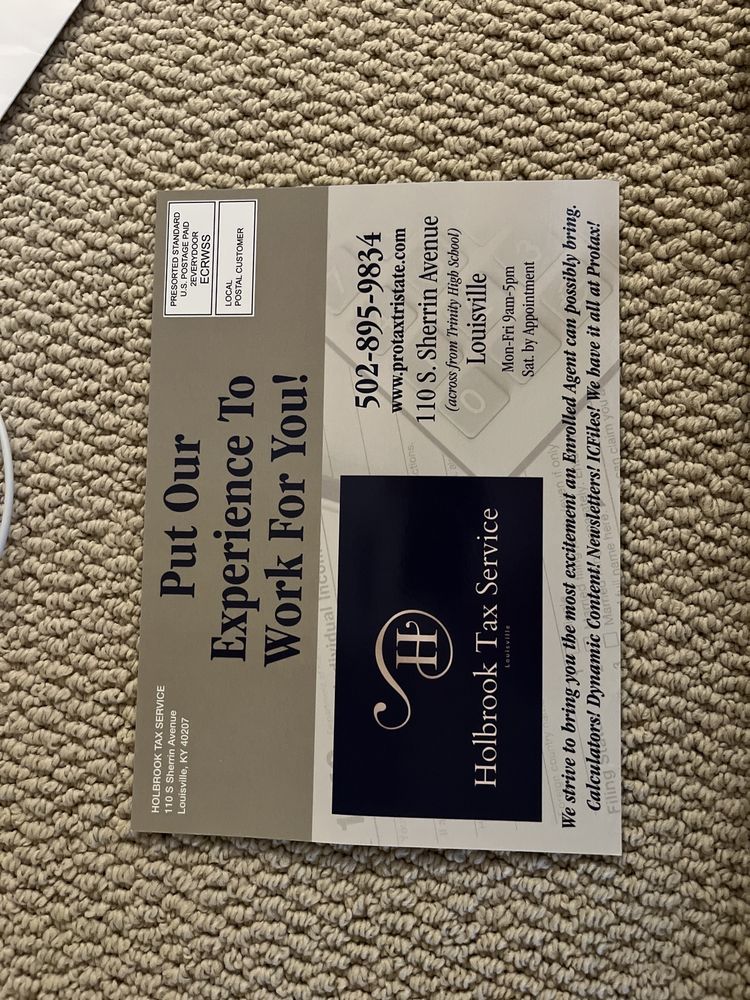 HOLBROOK TAX SERVICE
110 S Sherrin Avenue
Louisville, KY 40207
PRESORTED STANDARD
U.S. POSTAGE PAID
2EVERYDOOR
ECRWSS
LOCAL
POSTAL CUSTOMER
Put Our
Experience To
Work For You!
H
Holbrook Tax Service
Louisville
502-895-9834
www.protaxtristate.com
110 S. Sherrin Avenue
(across from Trinity High School)
Louisville
Mon-Fri 9am-5pm
Sat. by Appointment
We strive to bring you the most excitement an Enrolled Agent can possibly bring.
Calculators! Dynamic Content! Newsletters! ICFiles! We have it all at Protax!